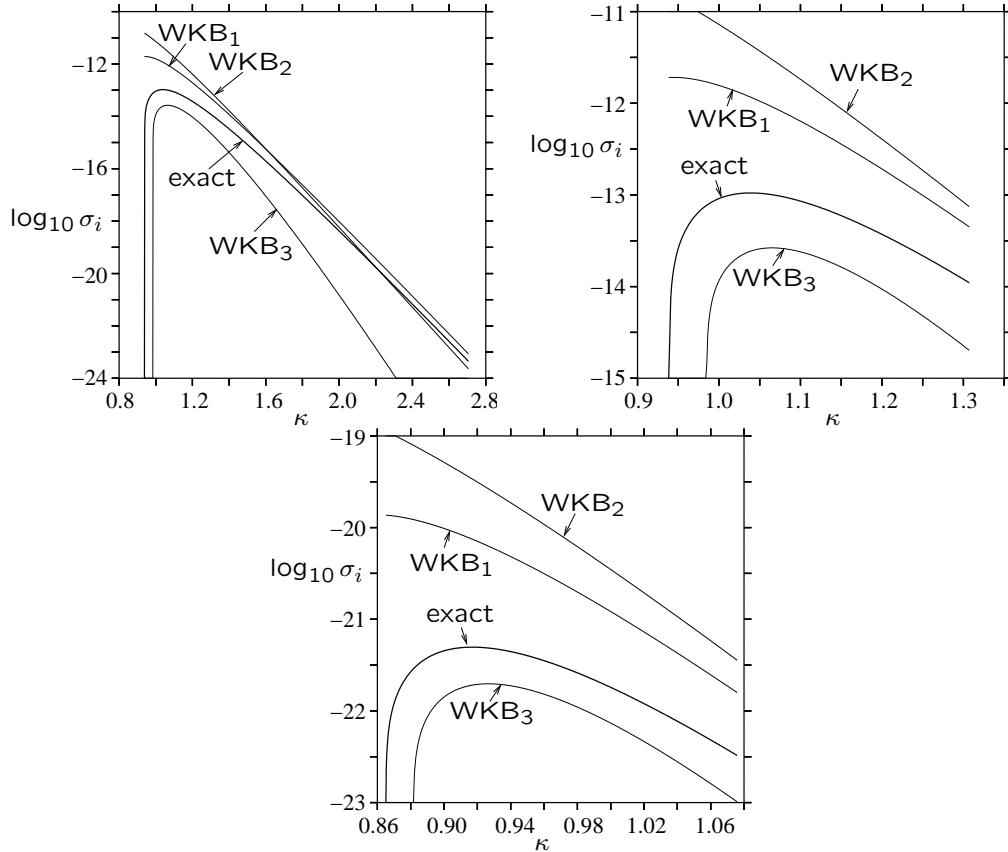 WKB₁
WKB₂
exact
WKB₃
log₁₀ σᵢ
−12
−16
−20
−24
0.8 1.2 1.6 2.0 2.4 2.8
κ
−11
−12
−13
−14
−15
log₁₀ σᵢ
WKB₂
WKB₁
exact
WKB₃
0.9 1.0 1.1 1.2 1.3
κ
−19
−20
−21
−22
−23
log₁₀ σᵢ
WKB₂
WKB₁
exact
WKB₃
0.86 0.90 0.94 0.98 1.02 1.06
κ